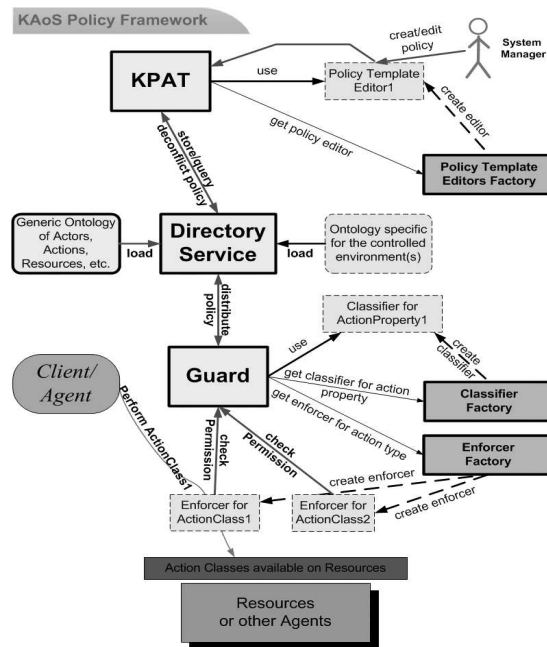 KAoS Policy Framework
creat/edit
policy
System
Manager
KPAT
use
Policy Template
Editor1
create editor
get policy editor
Policy Template
Editors Factory
store/query
deconflict policy
Generic Ontology
of Actors,
Actions,
Resources, etc.
load
Directory
Service
load
Ontology specific
for the controlled
environment(s)
distribute
policy
Classifier for
ActionProperty1
use
create
classifier
Client/
Agent
Guard
get classifier for action
property
Classifier
Factory
get enforcer for action type
Perform ActionClass1
check
Permission
check
Permission
Enforcer
Factory
create enforcer
create enforcer
Enforcer for
ActionClass1
Enforcer for
ActionClass2
Action Classes available on Resources
Resources
or other Agents